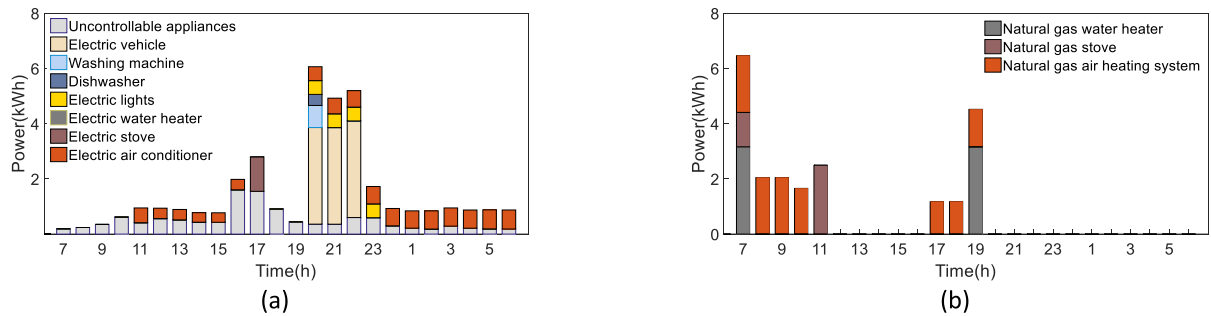 8
6
4
2
Power(kWh)
Uncontrollable appliances
Electric vehicle
Washing machine
Dishwasher
Electric lights
Electric water heater
Electric stove
Electric air conditioner
7 9 11 13 15 17 19 21 23 1 3 5
Time(h)
(a)
8
6
4
2
0
Power(kWh)
Natural gas water heater
Natural gas stove
Natural gas air heating system
7 9 11 13 15 17 19 21 23 1 3 5
Time(h)
(b)